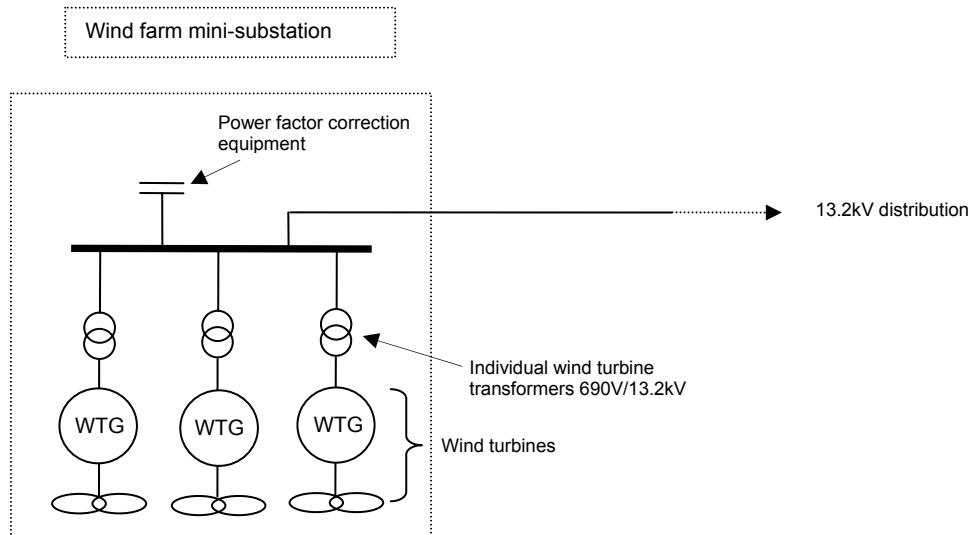 Wind farm mini-substation
Power factor correction
equipment
13.2kV distribution
Individual wind turbine
transformers 690V/13.2kV
WTG
WTG
WTG
Wind turbines